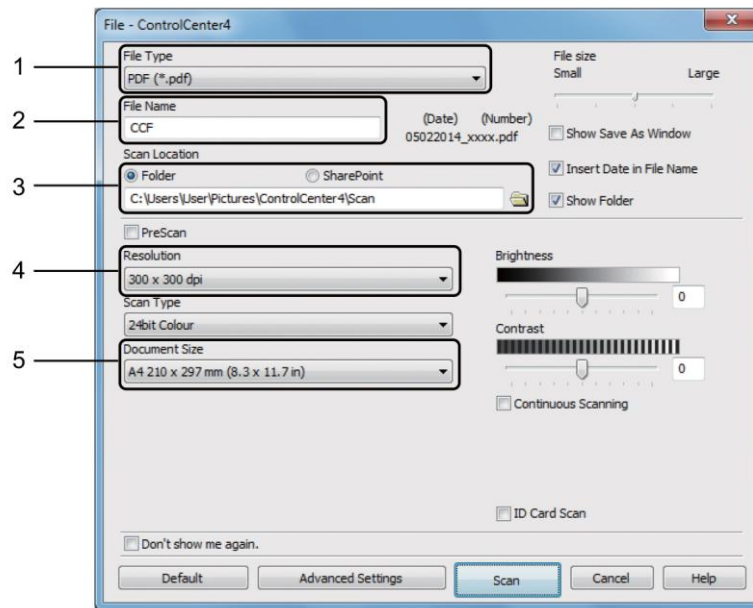 File - ControlCenter4
1
File Type
PDF (*.pdf)
File size
Small Large
2
File Name
CCF
(Date) (Number)
05022014_xxxx.pdf
Show Save As Window
Scan Location
Insert Date in File Name
3
Folder SharePoint
C:\Users\User\Pictures\ControlCenter4\Scan
Show Folder
PreScan
4
Resolution
300 x 300 dpi
Brightness
0
Scan Type
24bit Colour
Contrast
0
5
Document Size
A4 210 x 297 mm (8.3 x 11.7 in)
Continuous Scanning
ID Card Scan
Don't show me again.
Default Advanced Settings Scan Cancel Help